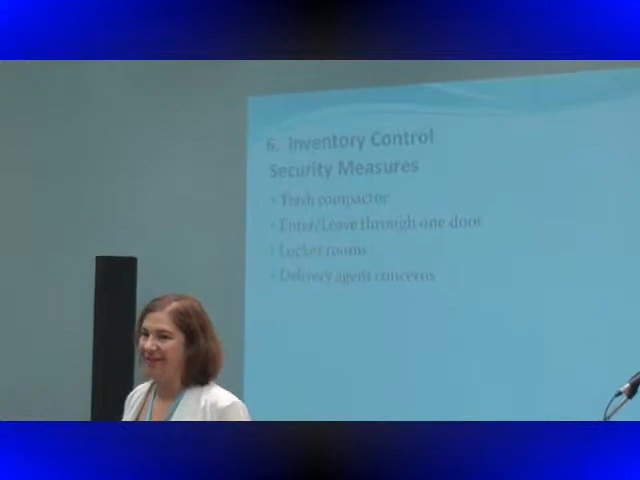 6. Inventory Control
Security Measures
• Trash compactor
• Enter/Leave through one door
• Locker rooms
• Delivery agent concerns